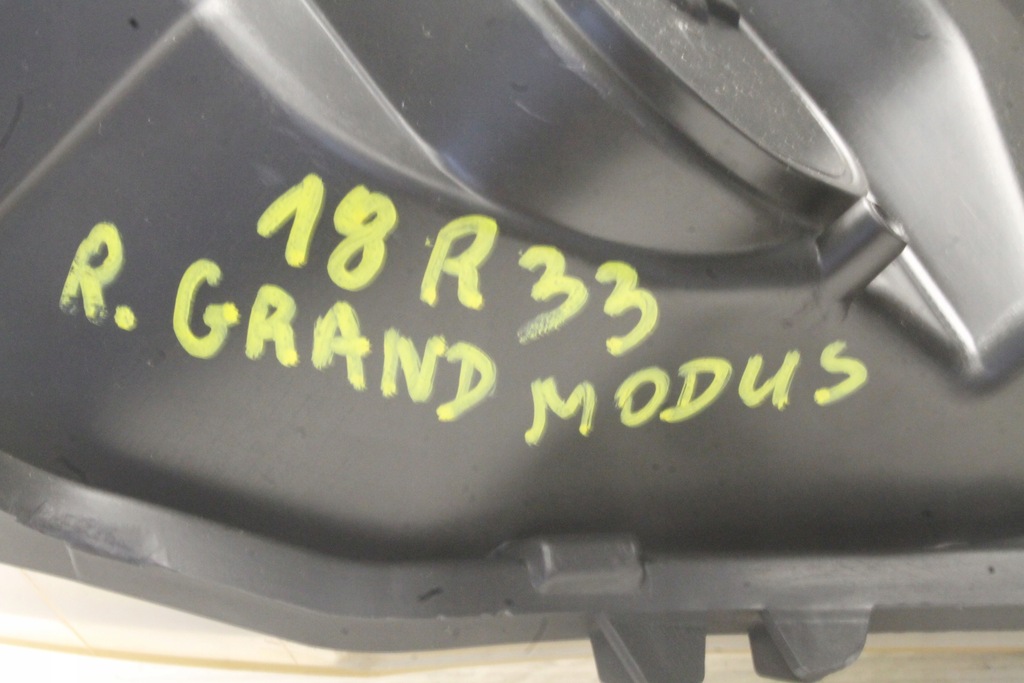 18 R 33
R. GRAND MODUS